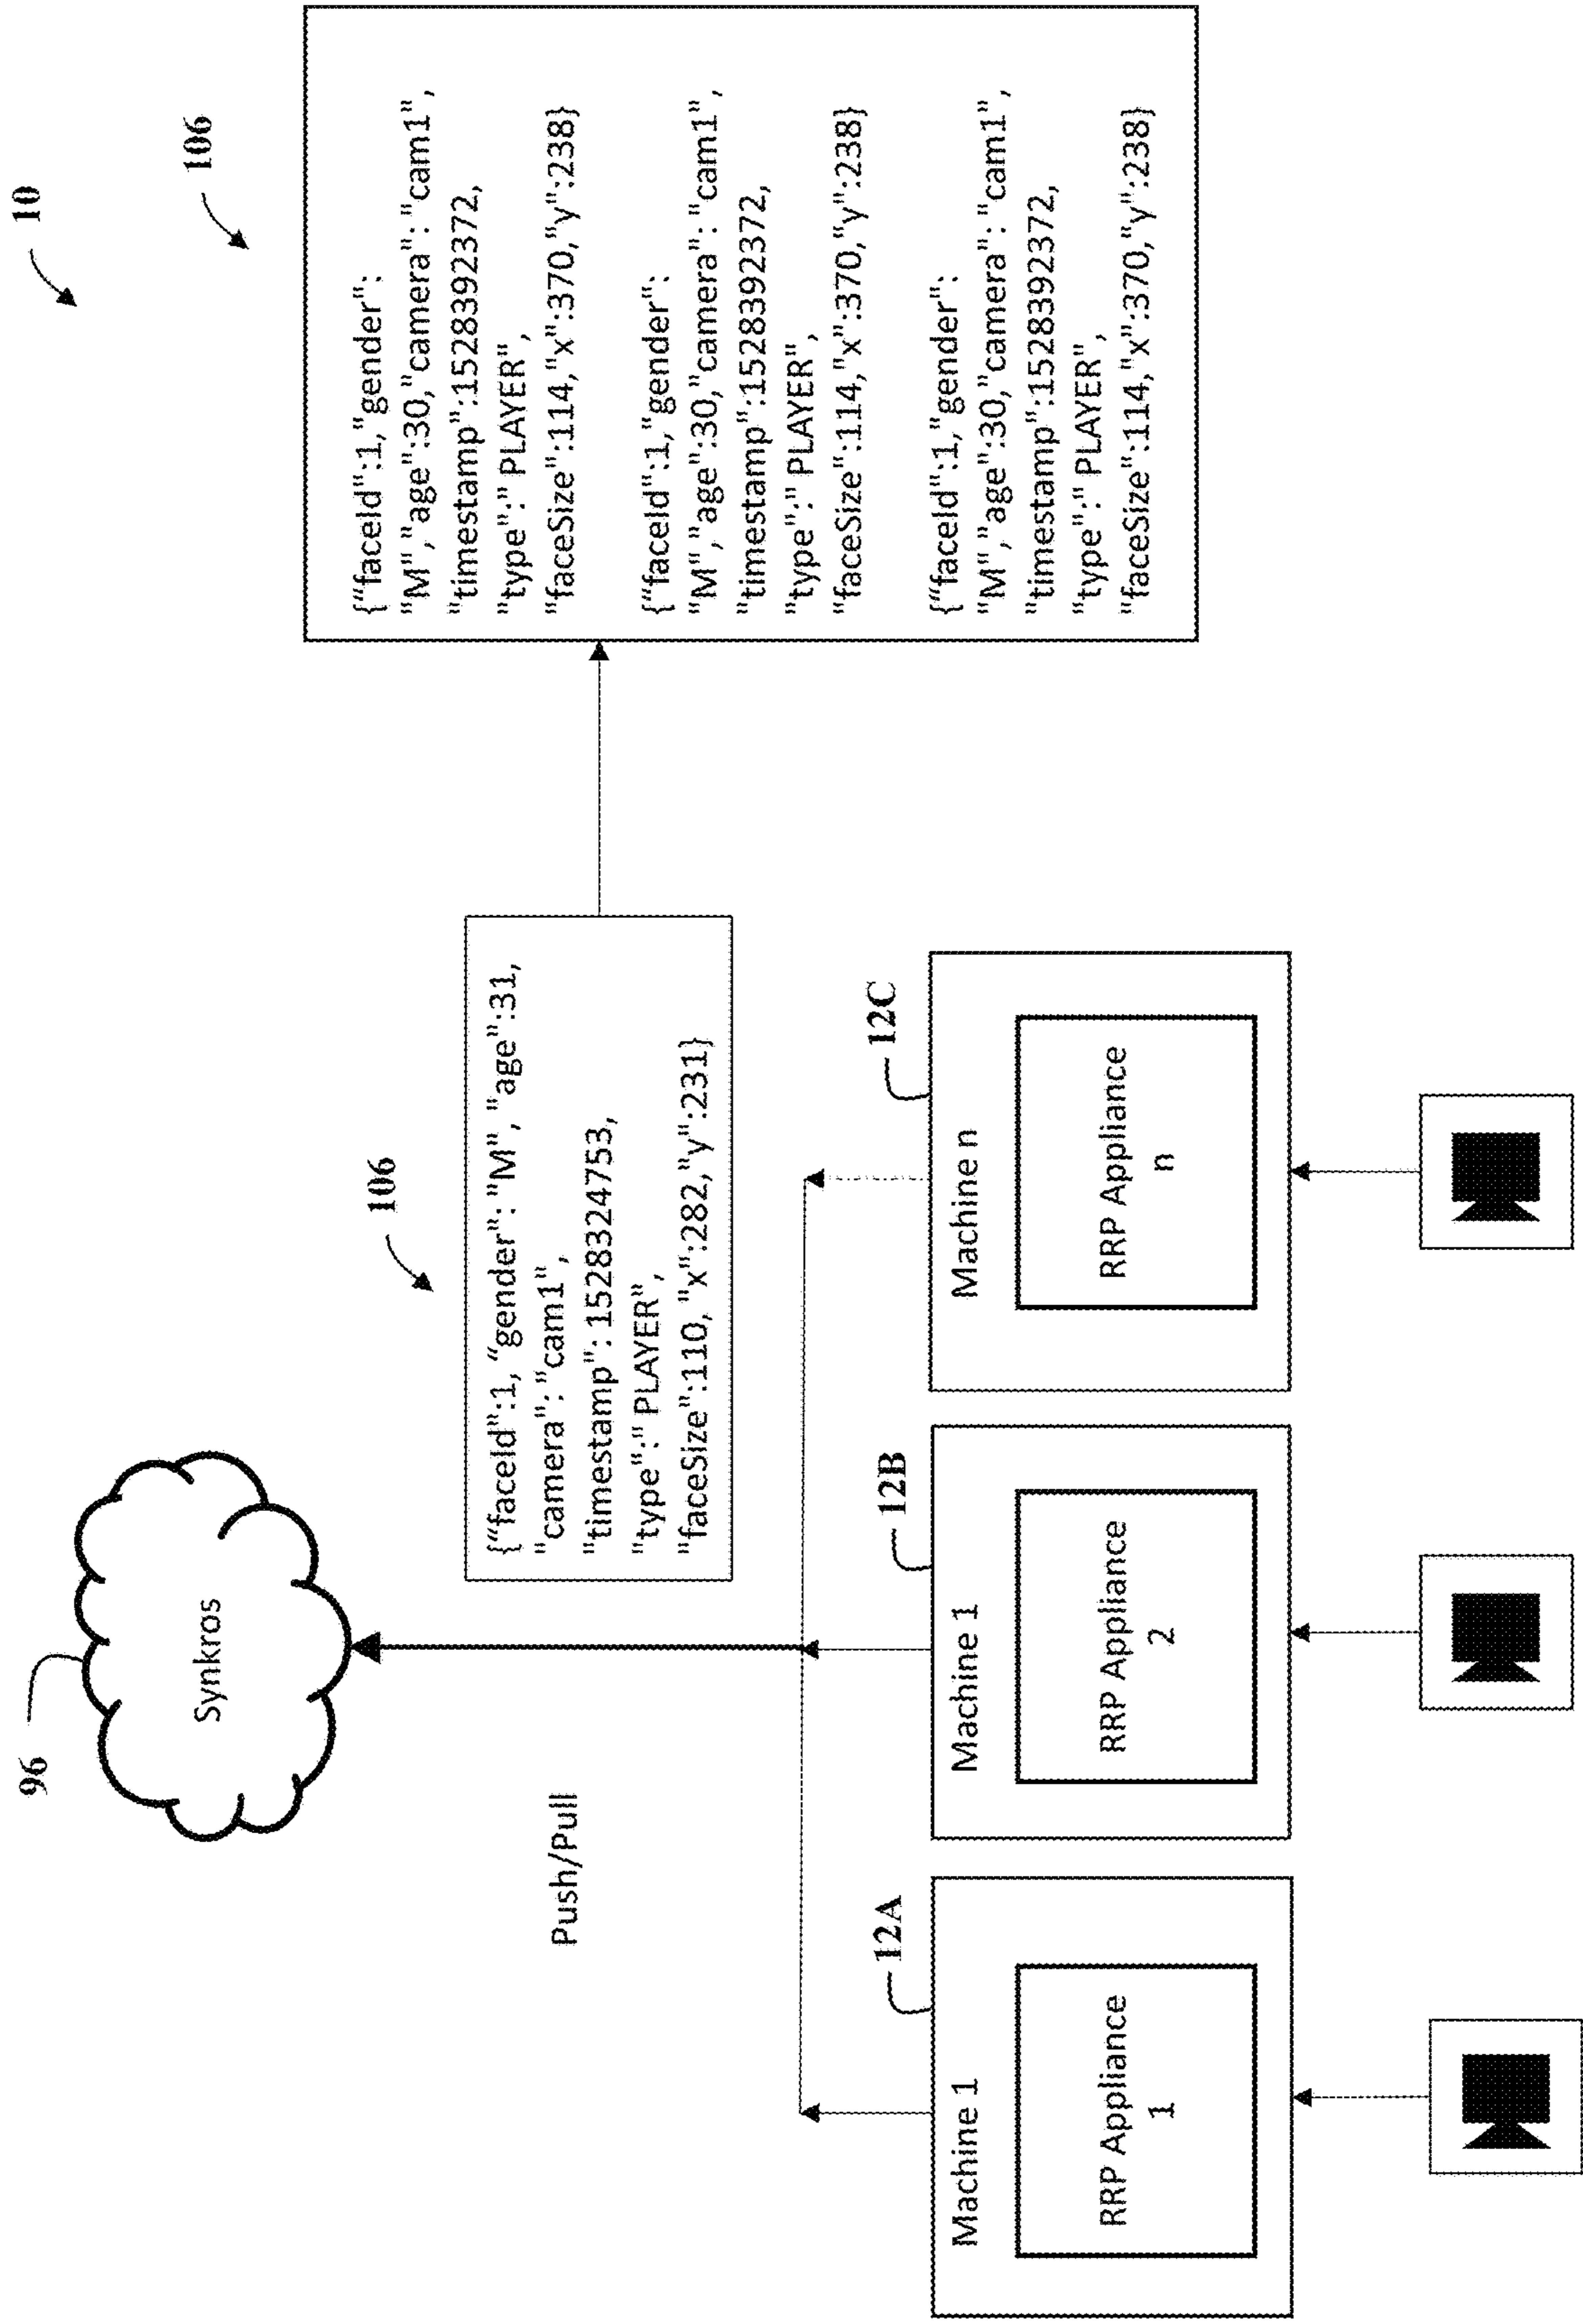 10
106
96
Synkros
Push/Pull
106
{"faceId":1, "gender": "M", "age":31,
"camera": "cam1",
"timestamp": 1528324753,
"type":" PLAYER",
"faceSize":110, "x":282, "y":231}
{"faceId":1,"gender":
"M","age":30,"camera": "cam1",
"timestamp":1528392372,
"type":" PLAYER",
"faceSize":114,"x":370,"y":238}
{"faceId":1,"gender":
"M","age":30,"camera": "cam1",
"timestamp":1528392372,
"type":" PLAYER",
"faceSize":114,"x":370,"y":238}
{"faceId":1,"gender":
"M","age":30,"camera": "cam1",
"timestamp":1528392372,
"type":" PLAYER",
"faceSize":114,"x":370,"y":238}
12A
Machine 1
RRP Appliance
1
12B
Machine 1
RRP Appliance
2
12C
Machine n
RRP Appliance
n